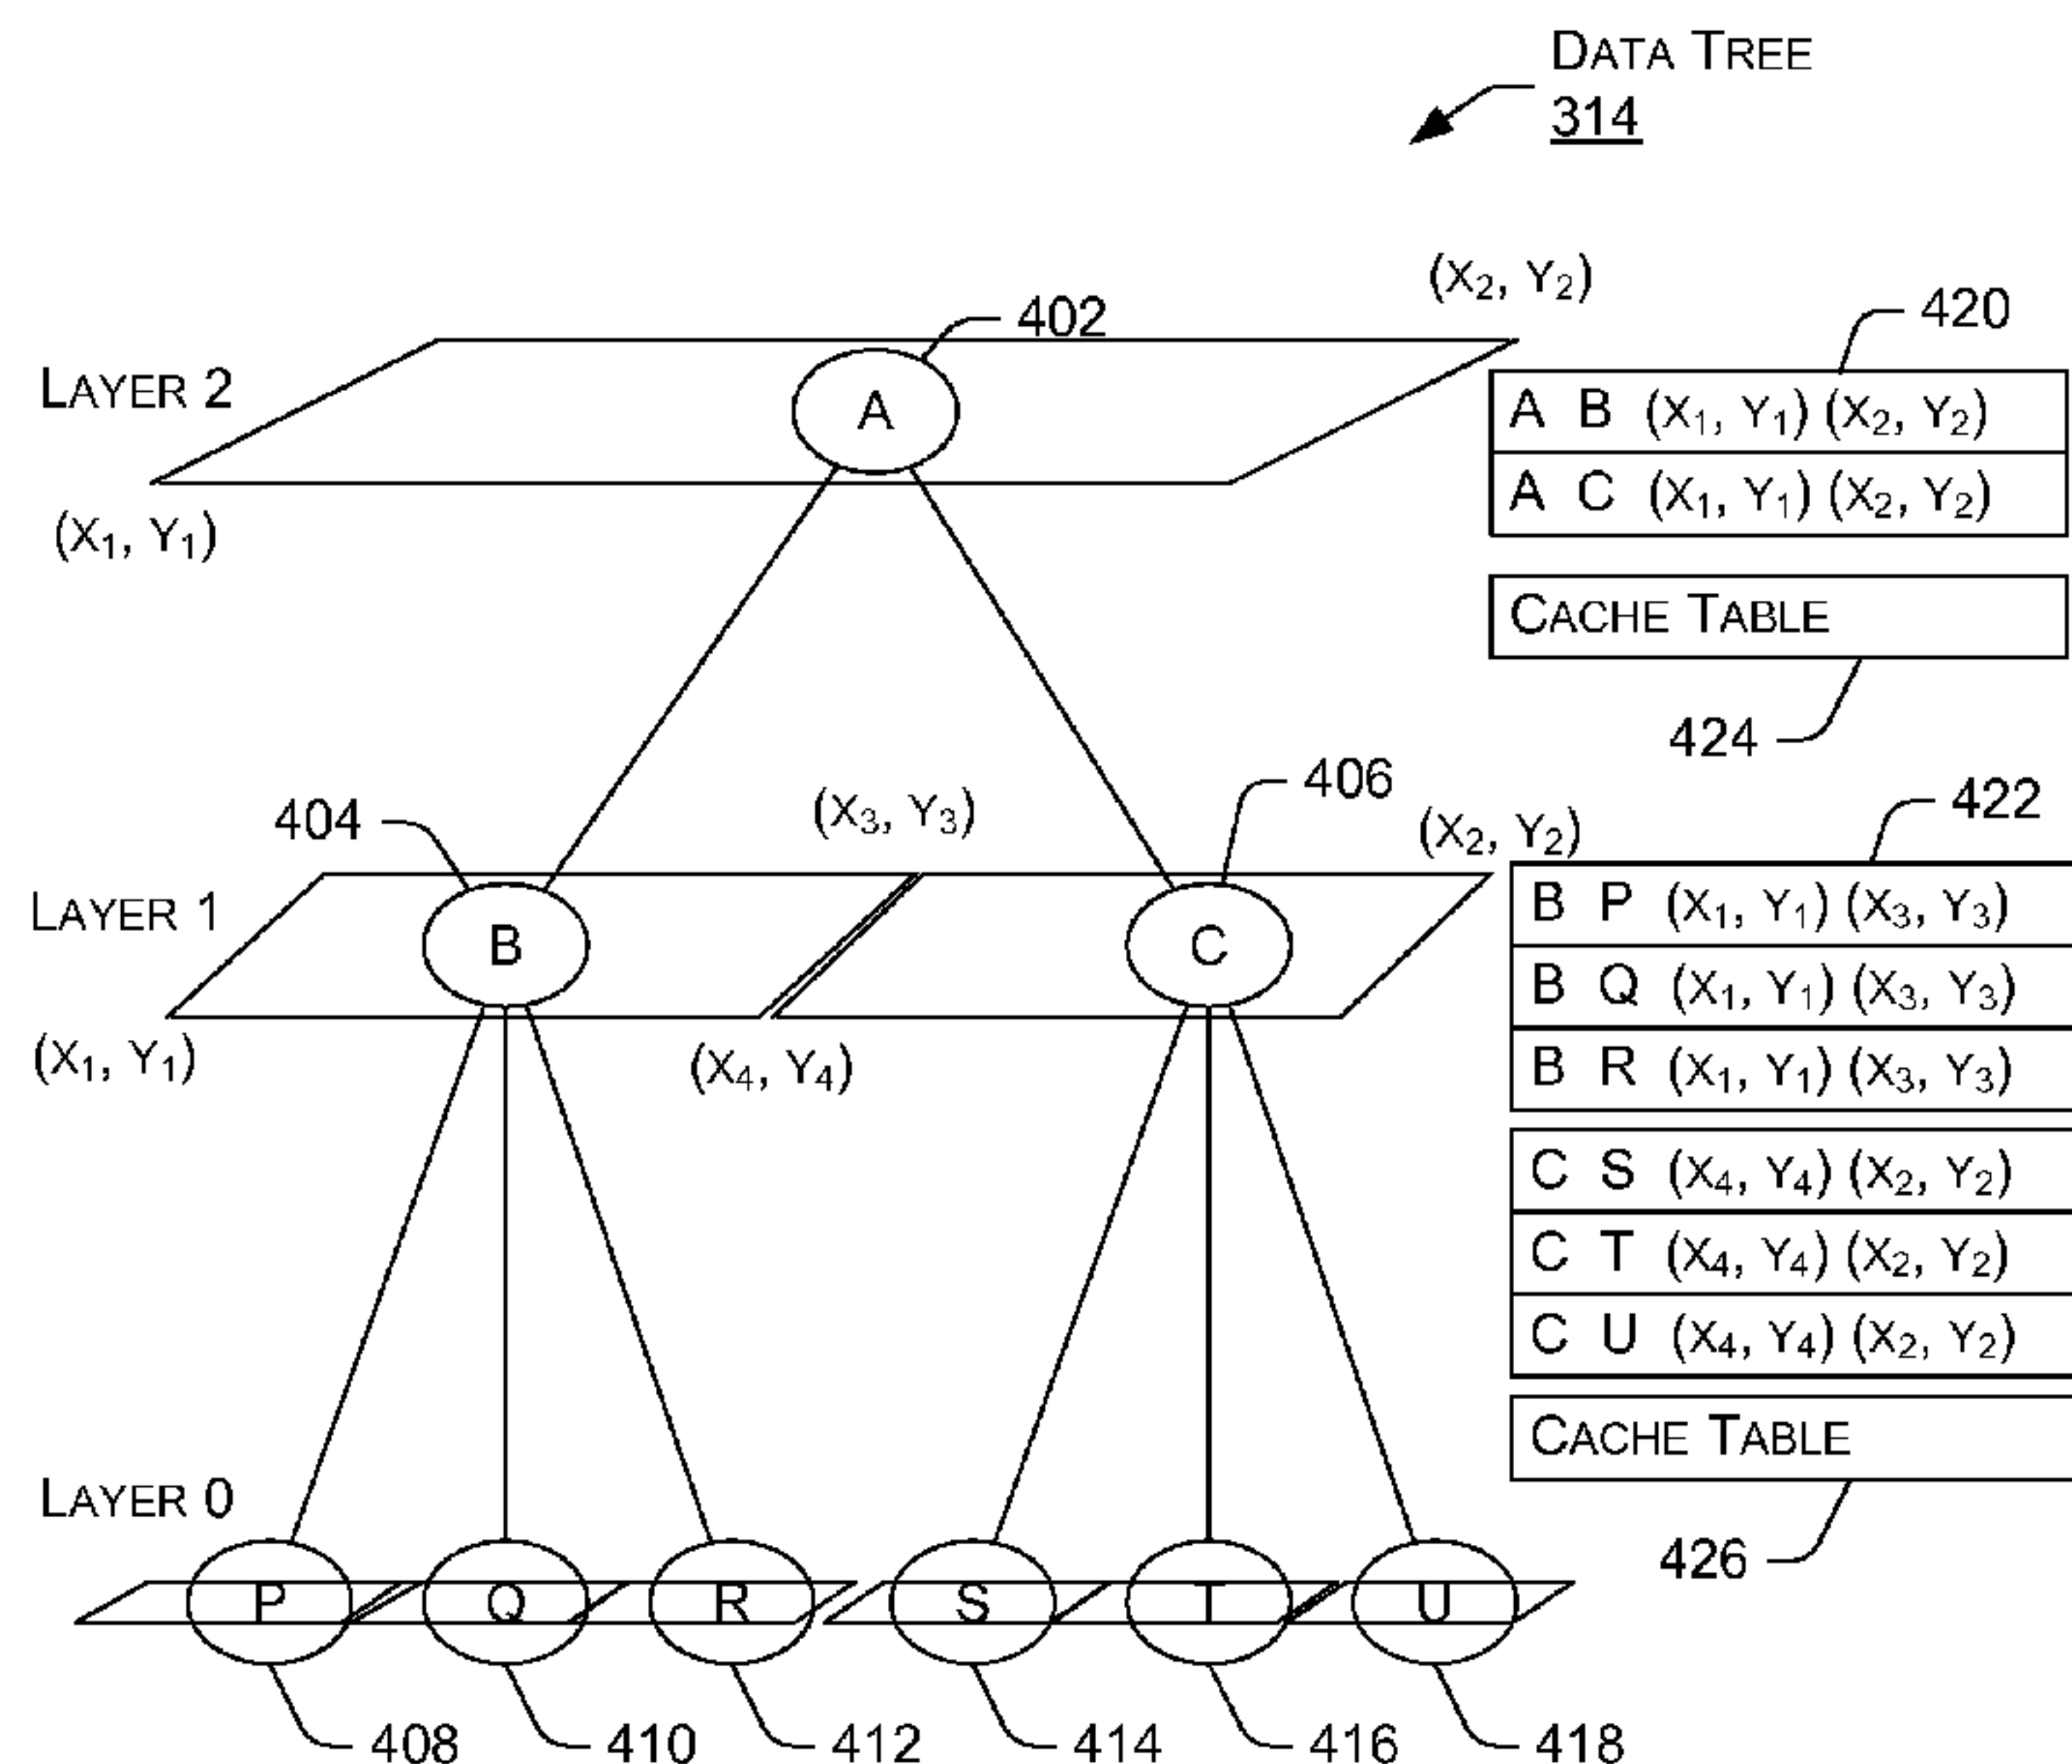 DATA TREE
314
(X₂, Y₂)
402
420
LAYER 2
A
A B (X₁, Y₁) (X₂, Y₂)
A C (X₁, Y₁) (X₂, Y₂)
(X₁, Y₁)
CACHE TABLE
424
404
(X₃, Y₃)
406
(X₂, Y₂)
422
LAYER 1
B
C
B P (X₁, Y₁) (X₃, Y₃)
B Q (X₁, Y₁) (X₃, Y₃)
B R (X₁, Y₁) (X₃, Y₃)
(X₁, Y₁)
(X₄, Y₄)
C S (X₄, Y₄) (X₂, Y₂)
C T (X₄, Y₄) (X₂, Y₂)
C U (X₄, Y₄) (X₂, Y₂)
CACHE TABLE
426
LAYER 0
P
Q
R
S
T
U
408
410
412
414
416
418